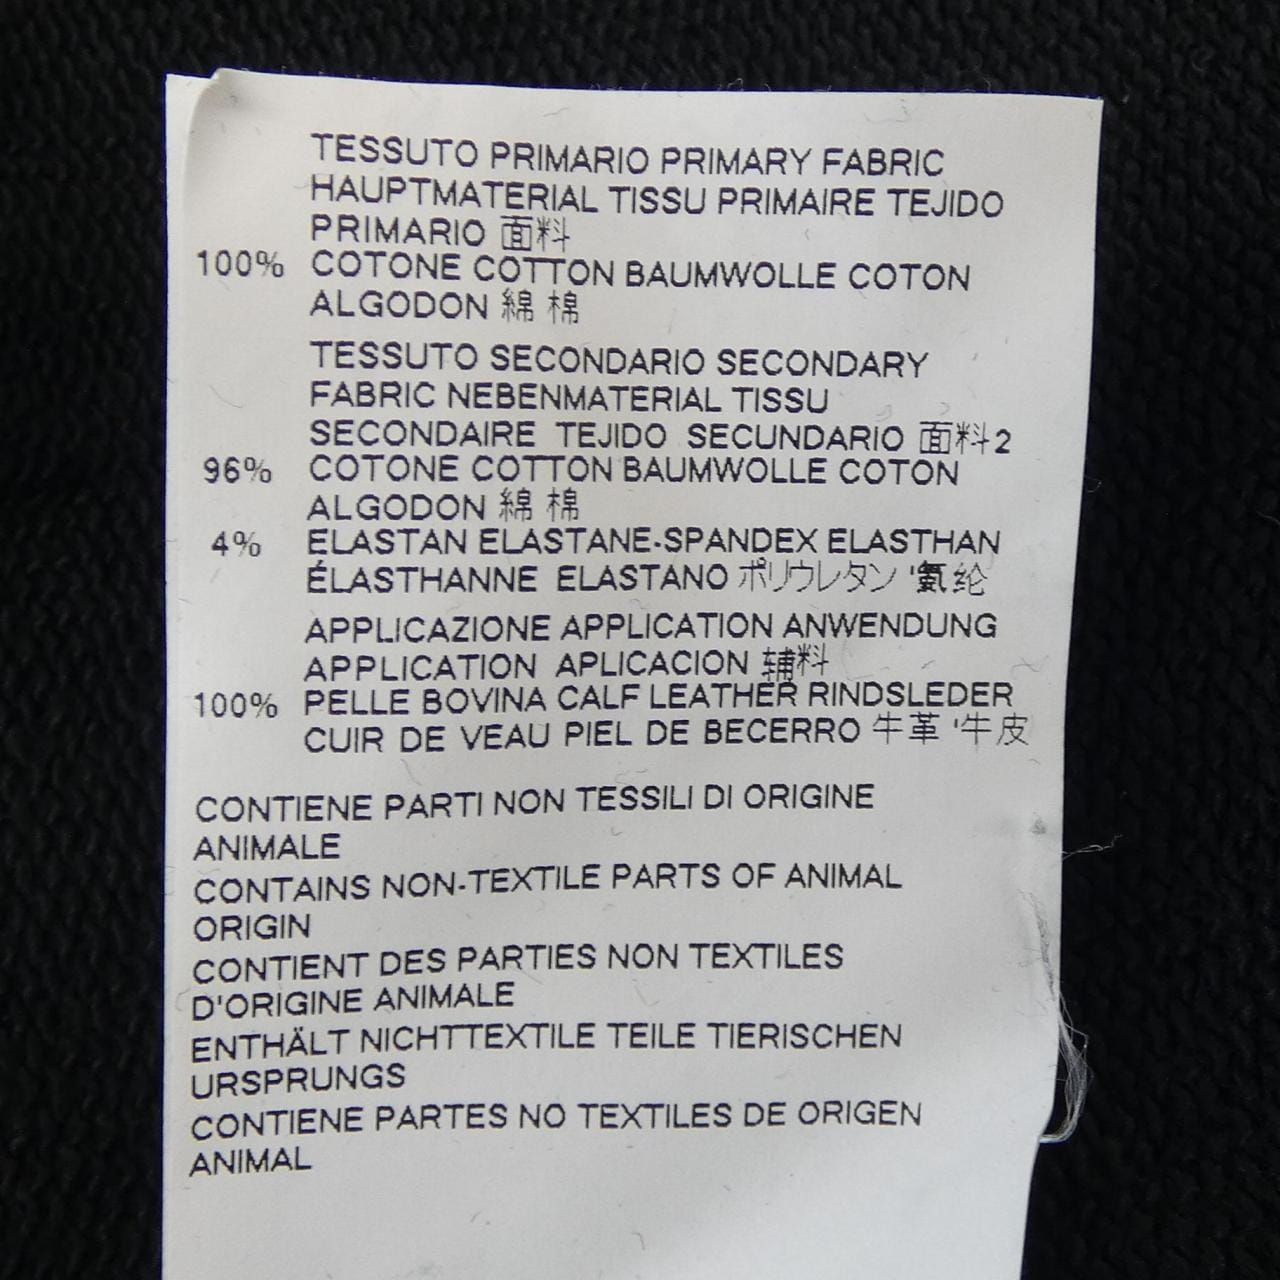 TESSUTO PRIMARIO PRIMARY FABRIC
HAUPTMATERIAL TISSU PRIMAIRE TEJIDO
PRIMARIO 面料
100% COTONE COTTON BAUMWOLLE COTON
ALGODON 綿 棉
TESSUTO SECONDARIO SECONDARY
FABRIC NEBENMATERIAL TISSU
SECONDAIRE TEJIDO SECUNDARIO 面料2
96% COTONE COTTON BAUMWOLLE COTON
ALGODON 綿 棉
4% ELASTAN ELASTANE-SPANDEX ELASTHAN
ÉLASTHANNE ELASTANO ポリウレタン '氨纶
APPLICAZIONE APPLICATION ANWENDUNG
APPLICATION APLICACION 辅料
100% PELLE BOVINA CALF LEATHER RINDSLEDER
CUIR DE VEAU PIEL DE BECERRO 牛革 '牛皮
CONTIENE PARTI NON TESSILI DI ORIGINE
ANIMALE
CONTAINS NON-TEXTILE PARTS OF ANIMAL
ORIGIN
CONTIENT DES PARTIES NON TEXTILES
D'ORIGINE ANIMALE
ENTHÄLT NICHTTEXTILE TEILE TIERISCHEN
URSPRUNGS
CONTIENE PARTES NO TEXTILES DE ORIGEN
ANIMAL